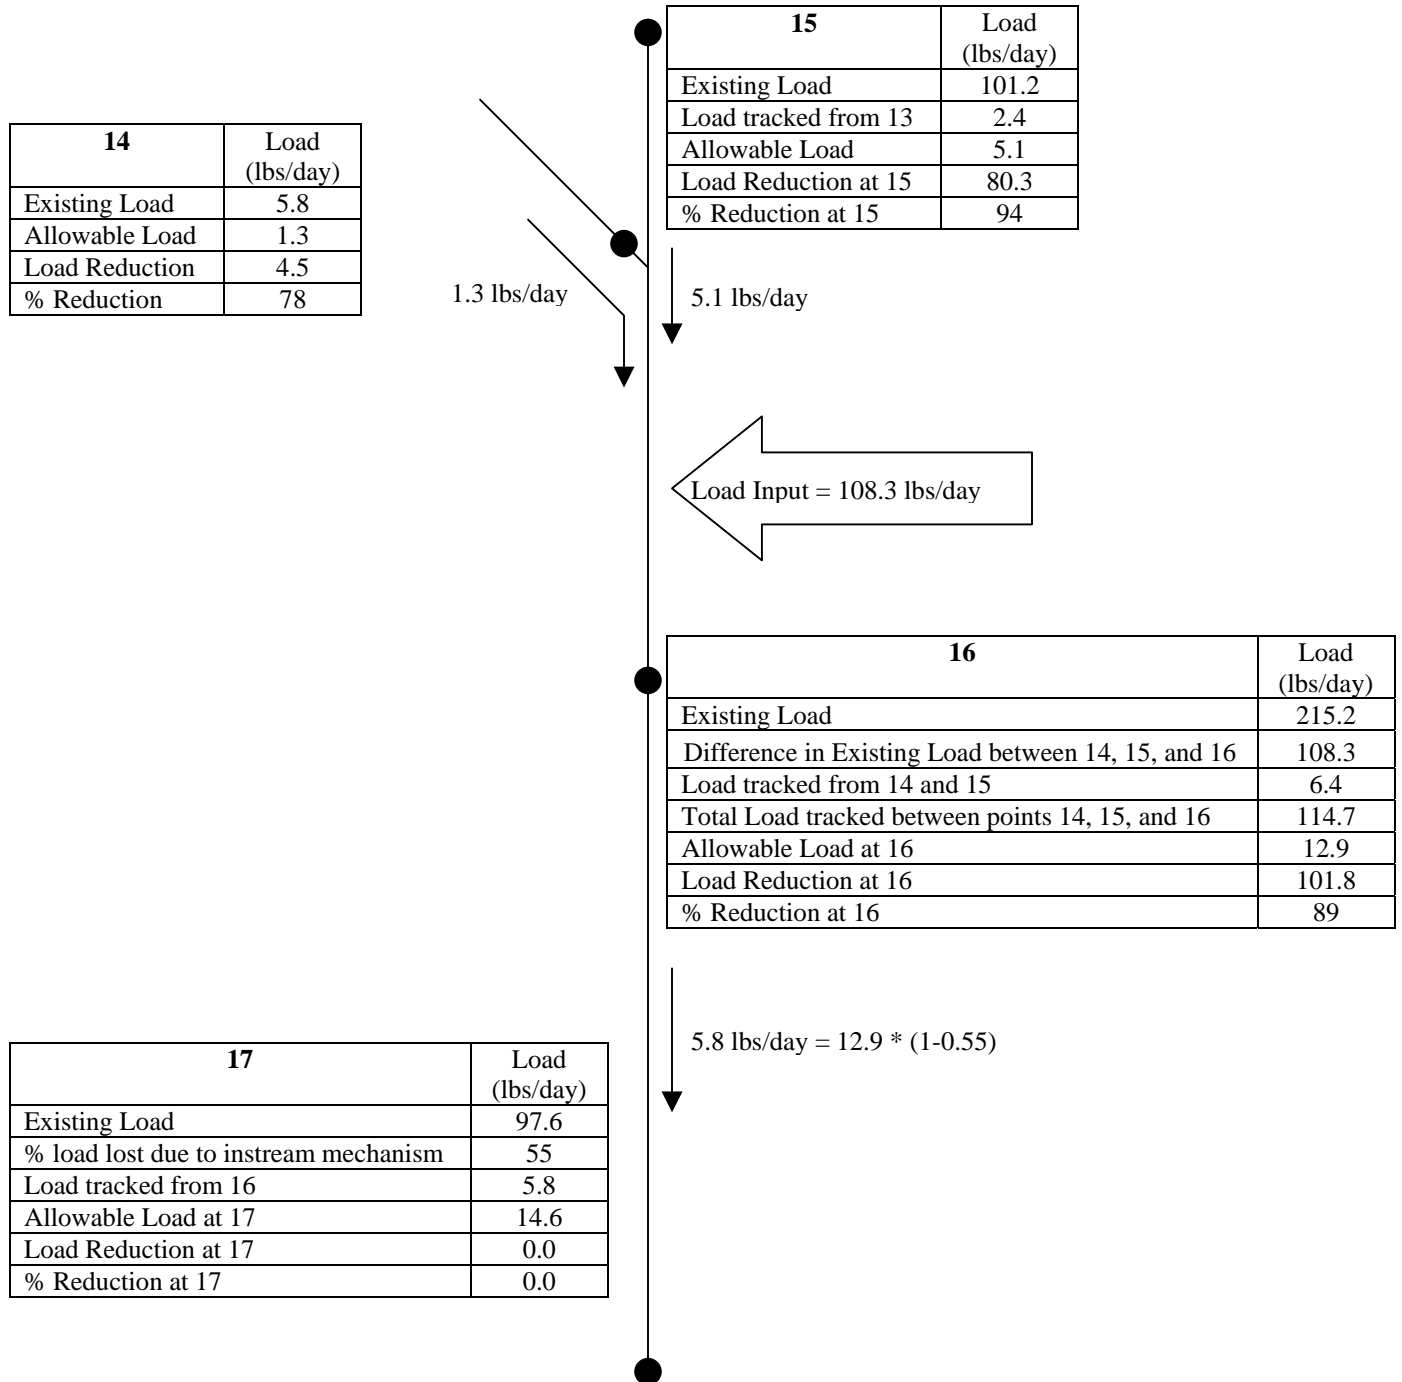 15 Load
(lbs/day)
Existing Load 101.2
Load tracked from 13 2.4
Allowable Load 5.1
Load Reduction at 15 80.3
% Reduction at 15 94
14 Load
(lbs/day)
Existing Load 5.8
Allowable Load 1.3
Load Reduction 4.5
% Reduction 78
1.3 lbs/day
5.1 lbs/day
Load Input = 108.3 lbs/day
16 Load
(lbs/day)
Existing Load 215.2
Difference in Existing Load between 14, 15, and 16 108.3
Load tracked from 14 and 15 6.4
Total Load tracked between points 14, 15, and 16 114.7
Allowable Load at 16 12.9
Load Reduction at 16 101.8
% Reduction at 16 89
5.8 lbs/day = 12.9 * (1-0.55)
17 Load
(lbs/day)
Existing Load 97.6
% load lost due to instream mechanism 55
Load tracked from 16 5.8
Allowable Load at 17 14.6
Load Reduction at 17 0.0
% Reduction at 17 0.0